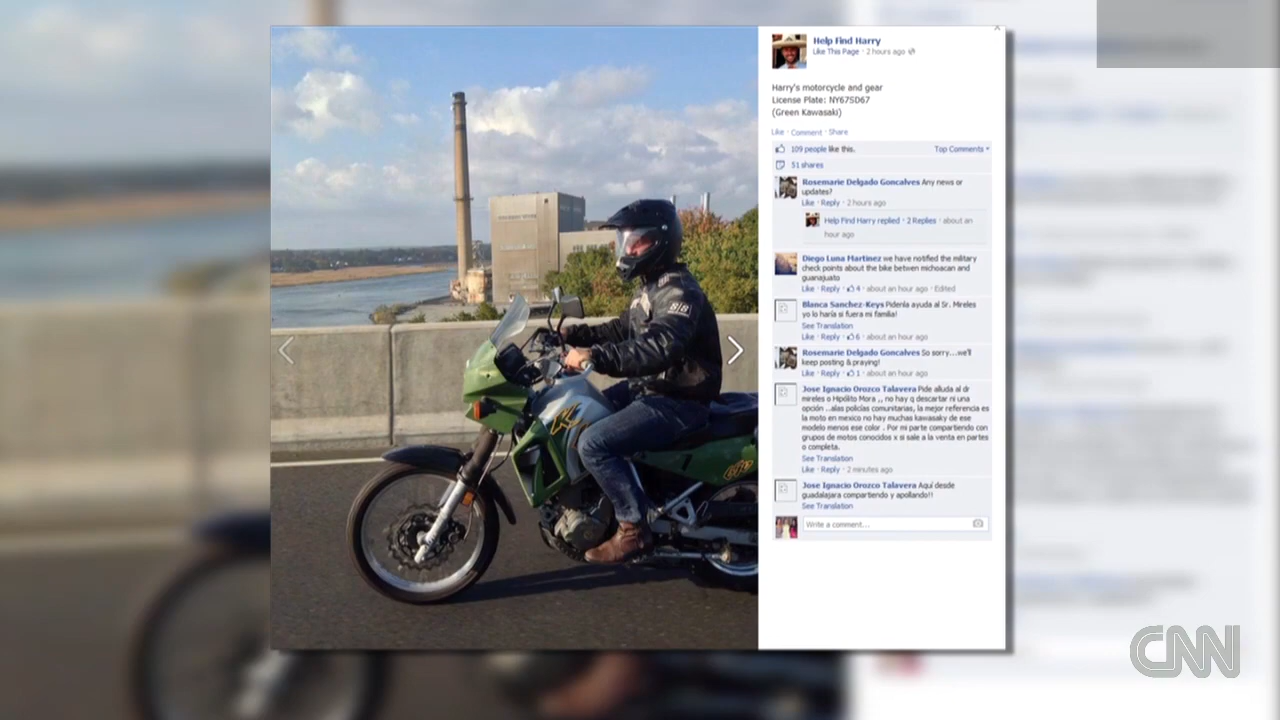 Help Find Harry
Like This Page · 2 hours ago
Harry's motorcycle and gear
License Plate: NY675D67
(Green Kawasaki)
Like · Comment · Share
109 people like this.
Top Comments
51 shares
Rosemarie Delgado Goncalves Any news or
updates?
Like · Reply · 2 hours ago
Help Find Harry replied · 2 Replies · about an
hour ago
Diego Luna Martinez we have notified the military
check points about the bike betwen michoacan and
guanajuato
Like · Reply · 4 · about an hour ago · Edited
Blanca Sanchez-Keys Pidenla ayuda al Sr. Mireles
yo lo haría si fuera mi familia!
See Translation
Like · Reply · 6 · about an hour ago
Rosemarie Delgado Goncalves So sorry...we'll
keep posting & praying!
Like · Reply · 1 · about an hour ago
Jose Ignacio Orozco Talavera Pide alluda al dr
mireles o Hipólito Mora ,, no hay q descartar ni una
opción ..alas policías comunitarias, la mejor referencia es
la moto en mexico no hay muchas kawasaky de ese
modelo menos ese color . Por mi parte compartiendo con
grupos de motos conocidos x si sale a la venta en partes
o completa.
See Translation
Like · Reply · 2 minutes ago
Jose Ignacio Orozco Talavera Aquí desde
guadalajara compartiendo y apollando!!
See Translation
Write a comment...
CNN